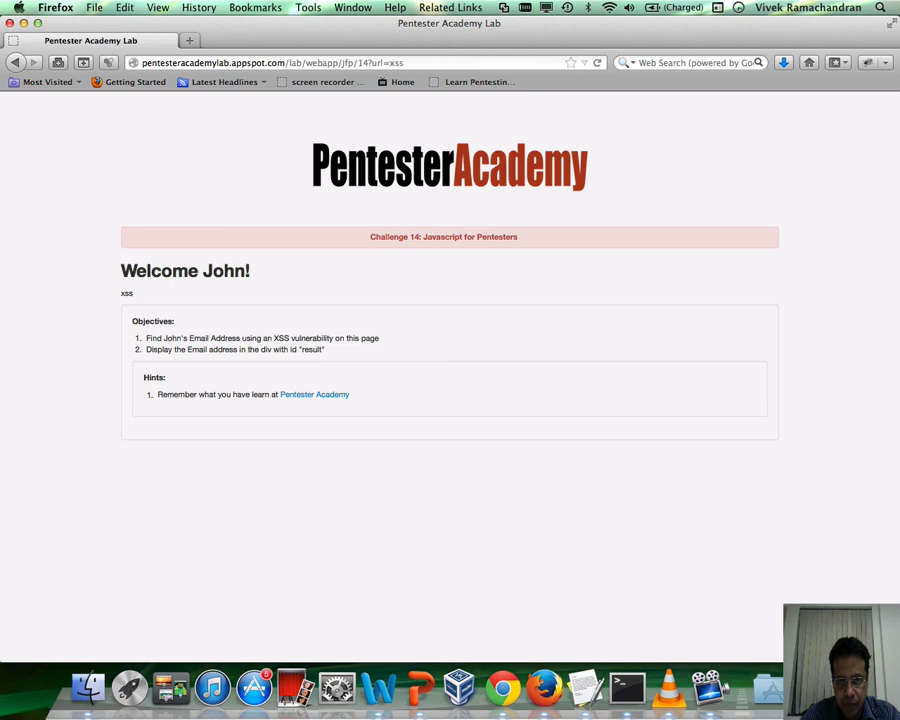 Firefox File Edit View History Bookmarks Tools Window Help Related Links (Charged) Vivek Ramachandran
Pentester Academy Lab
Pentester Academy Lab
pentesteracademylab.appspot.com/lab/webapp/jfp/14?url=xss
Web Search (powered by Go
Most Visited Getting Started Latest Headlines screen recorder ... Home Learn Pentestin...
PentesterAcademy
Challenge 14: Javascript for Pentesters
Welcome John!
xss
Objectives:
1. Find John's Email Address using an XSS vulnerability on this page
2. Display the Email address in the div with id "result"
Hints:
1. Remember what you have learn at Pentester Academy
5